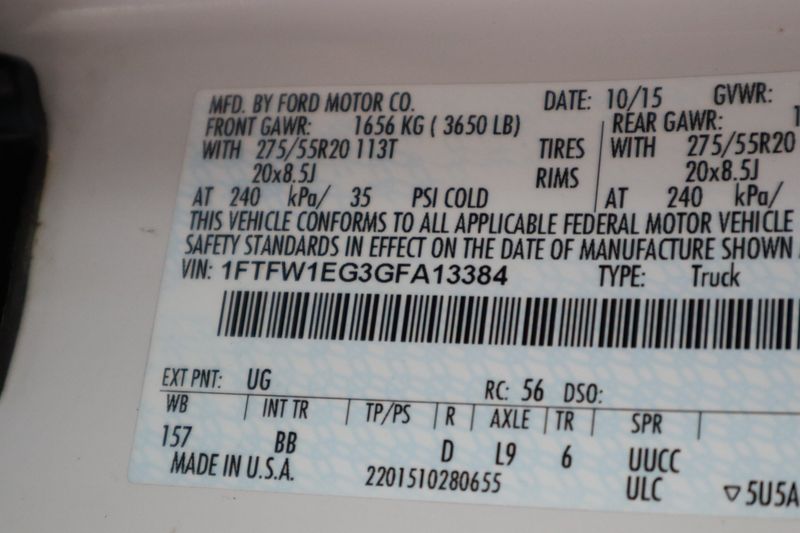 MFD. BY FORD MOTOR CO. DATE: 10/15 GVWR:
FRONT GAWR: 1656 KG ( 3650 LB) REAR GAWR: 1
WITH 275/55R20 113T TIRES WITH 275/55R20
20x8.5J RIMS 20x8.5J
AT 240 kPa/ 35 PSI COLD AT 240 kPa/
THIS VEHICLE CONFORMS TO ALL APPLICABLE FEDERAL MOTOR VEHICLE
SAFETY STANDARDS IN EFFECT ON THE DATE OF MANUFACTURE SHOWN
VIN: 1FTFW1EG3GFA13384 TYPE: Truck
EXT PNT: UG RC: 56 DSO:
WB | INT TR | TP/PS | R | AXLE | TR | SPR |
157 BB D L9 6 UUCC
MADE IN U.S.A. 2201510280655 ULC ▽5U5A